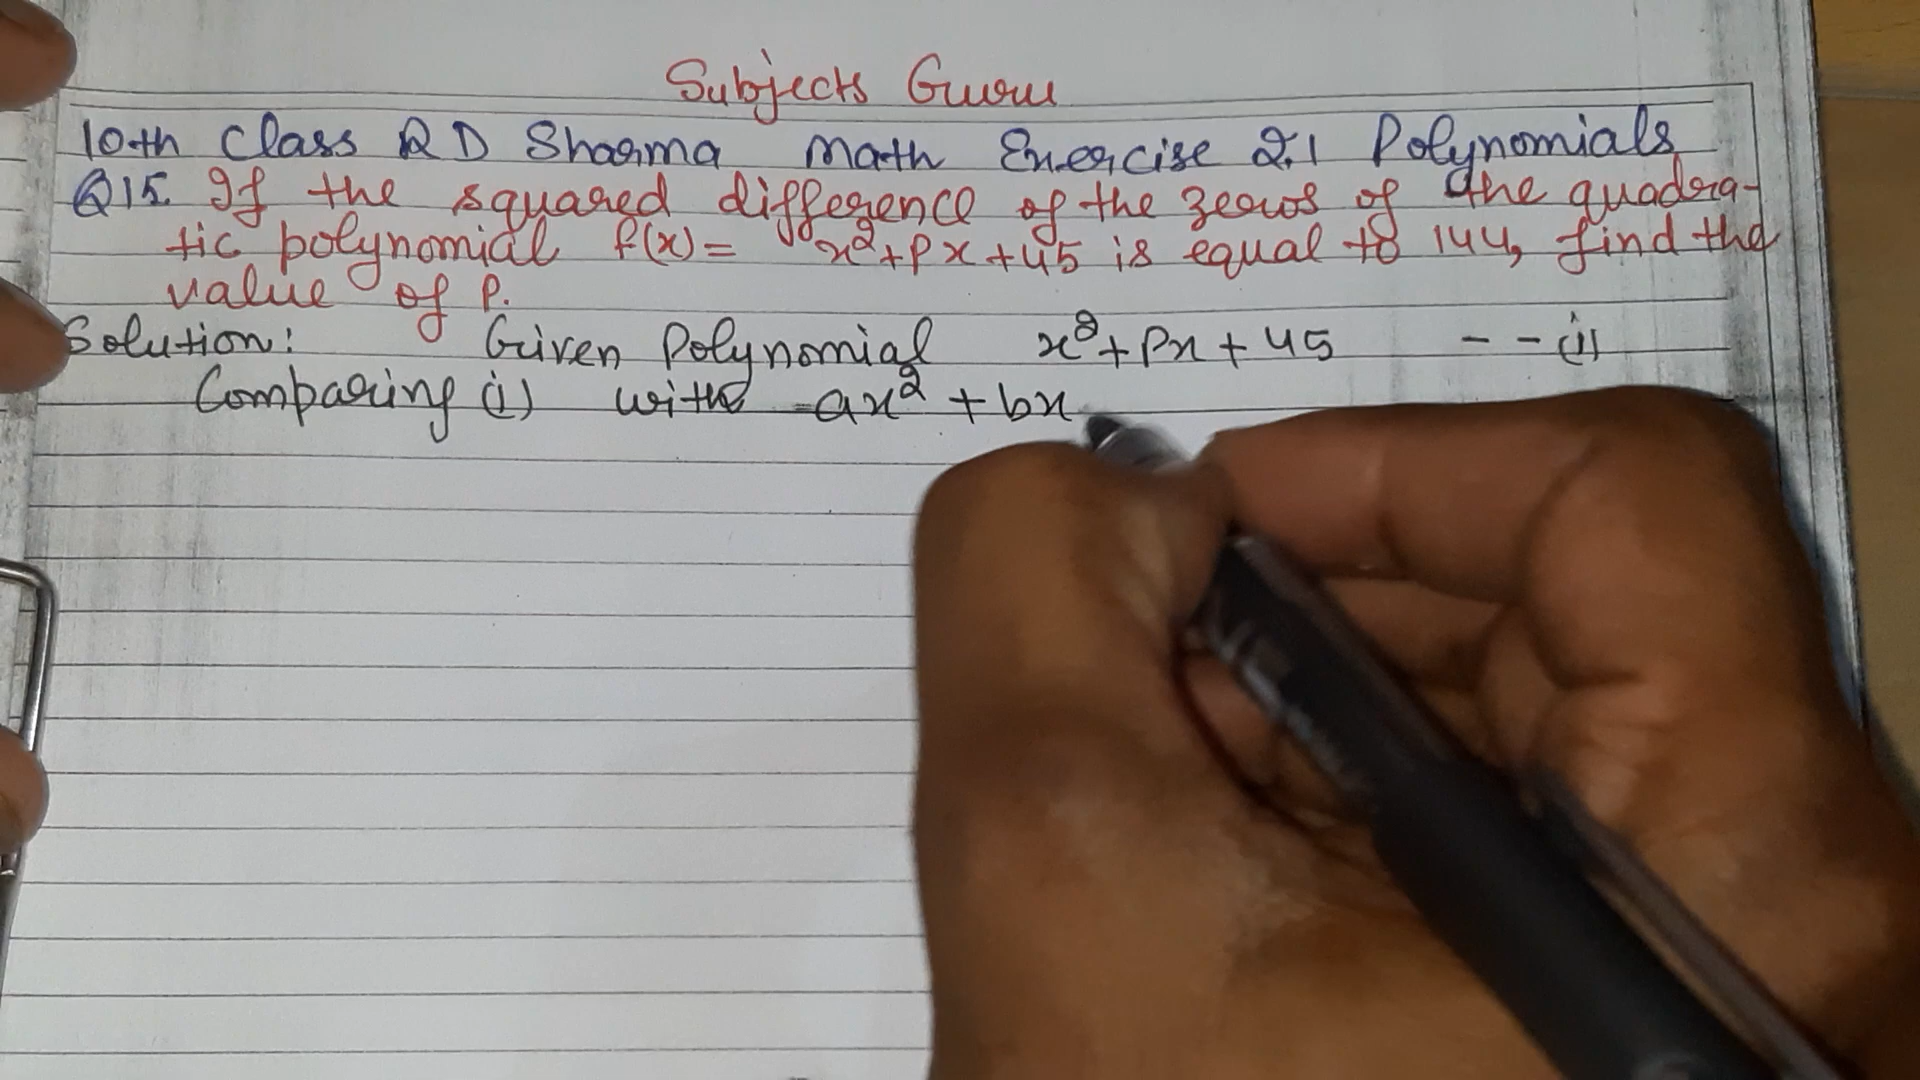 Subjects Guru
10th Class RD Sharma Math Exercise 2.1 Polynomials
Q15. If the squared difference of the zeros of the quadra-
tic polynomial f(x) = x²+px+45 is equal to 144, find the
value of p.
Solution: Given Polynomial x²+Px+45 --(i)
Comparing (i) with ax² + bx